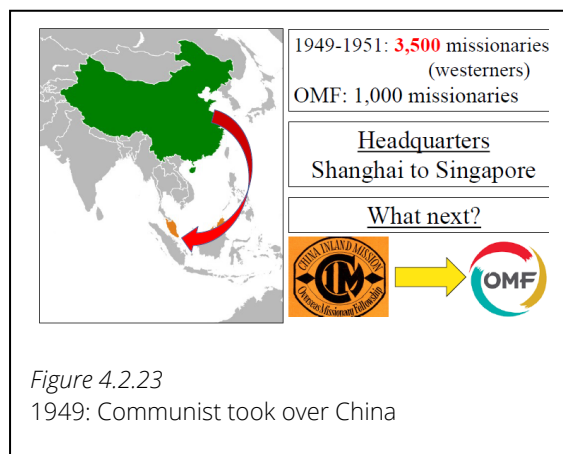 1949-1951: 3,500 missionaries
(westerners)
OMF: 1,000 missionaries
Headquarters
Shanghai to Singapore
What next?
CHINA INLAND MISSION
CIM
Overseas Missionary Fellowship
OMF
Figure 4.2.23
1949: Communist took over China